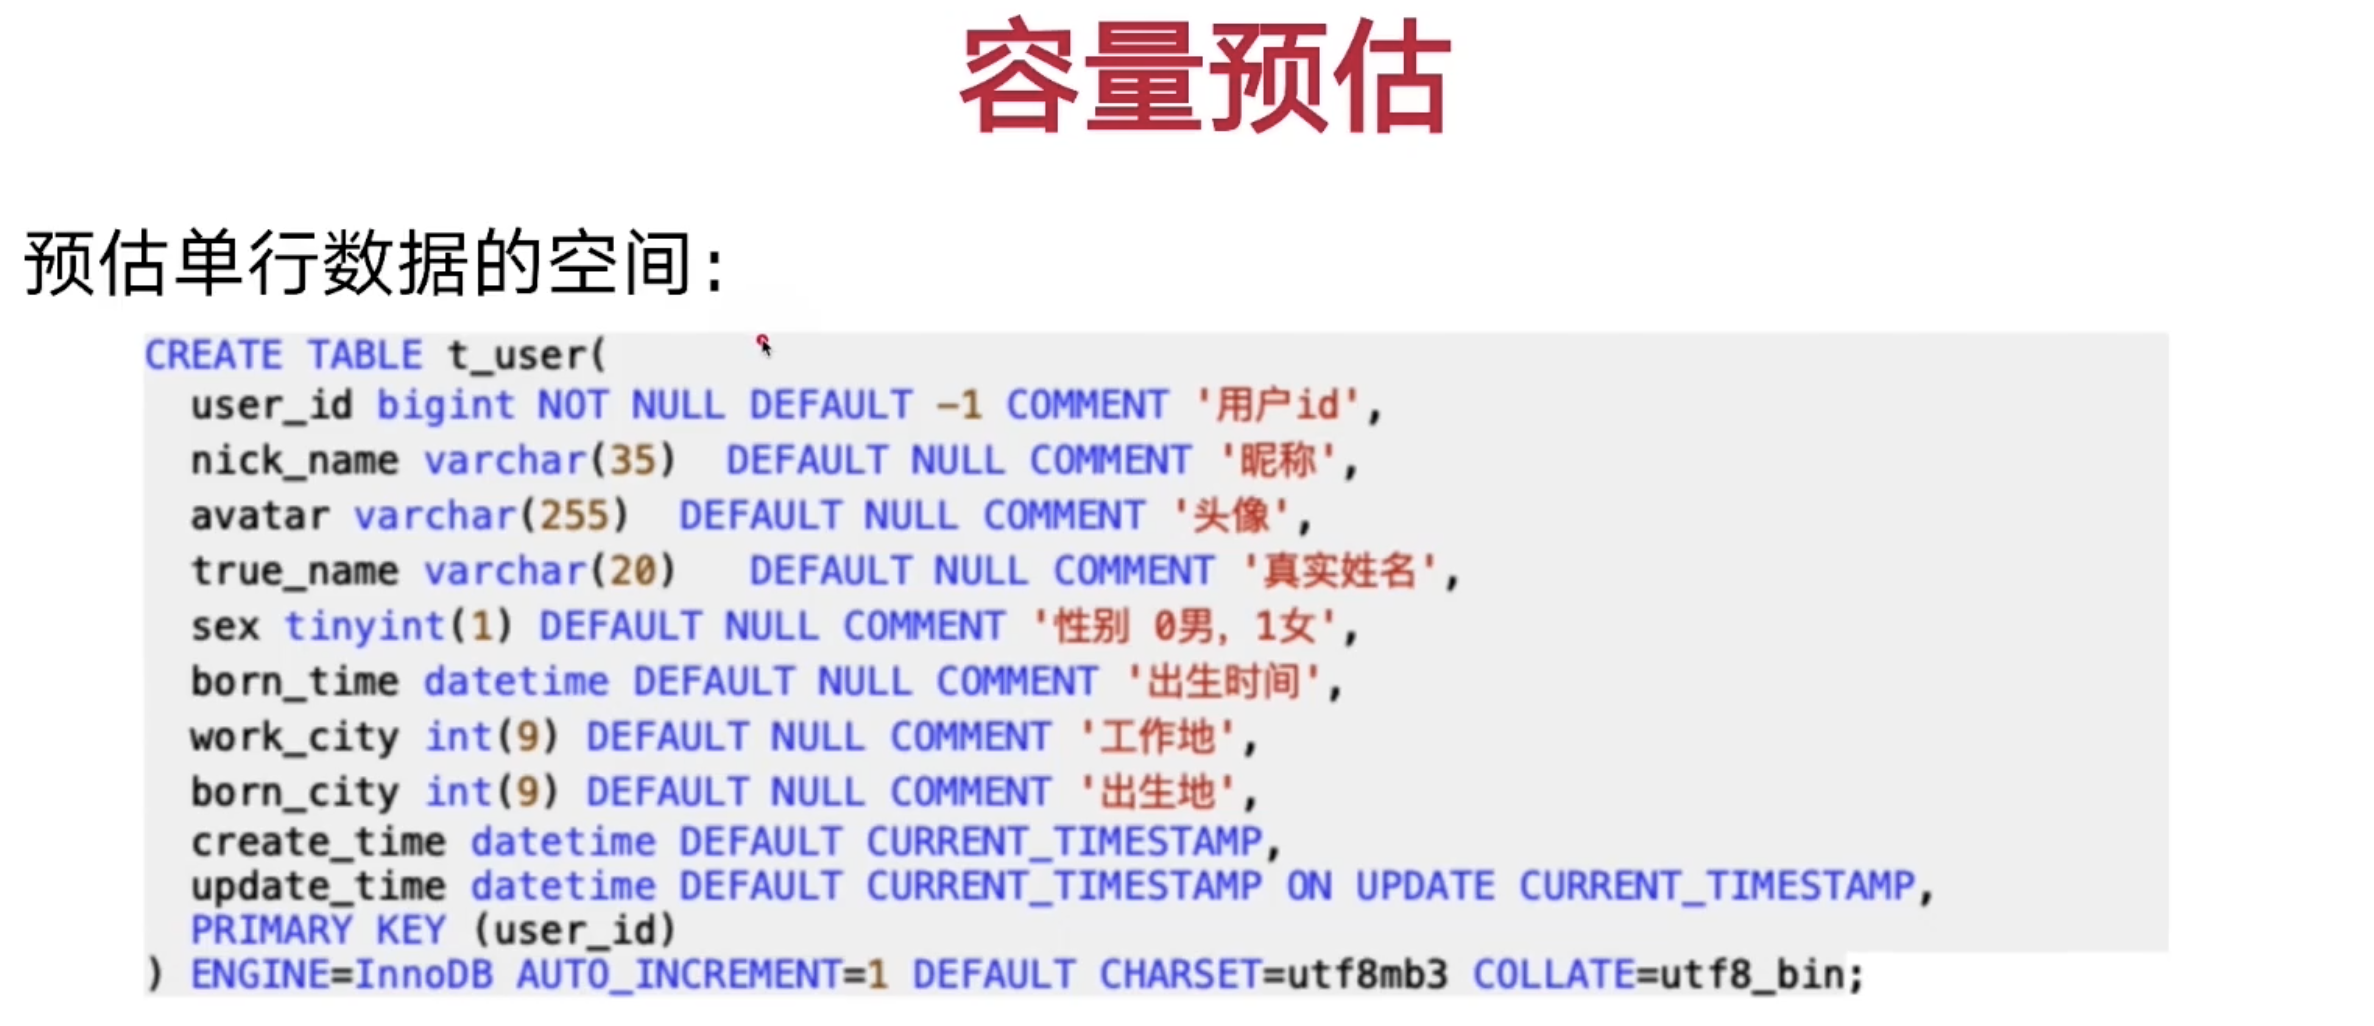 容量预估
预估单行数据的空间:
CREATE TABLE t_user(
user_id bigint NOT NULL DEFAULT -1 COMMENT '用户id',
nick_name varchar(35) DEFAULT NULL COMMENT '昵称',
avatar varchar(255) DEFAULT NULL COMMENT '头像',
true_name varchar(20) DEFAULT NULL COMMENT '真实姓名',
sex tinyint(1) DEFAULT NULL COMMENT '性别 0男, 1女',
born_time datetime DEFAULT NULL COMMENT '出生时间',
work_city int(9) DEFAULT NULL COMMENT '工作地',
born_city int(9) DEFAULT NULL COMMENT '出生地',
create_time datetime DEFAULT CURRENT_TIMESTAMP,
update_time datetime DEFAULT CURRENT_TIMESTAMP ON UPDATE CURRENT_TIMESTAMP,
PRIMARY KEY (user_id)
) ENGINE=InnoDB AUTO_INCREMENT=1 DEFAULT CHARSET=utf8mb3 COLLATE=utf8_bin;